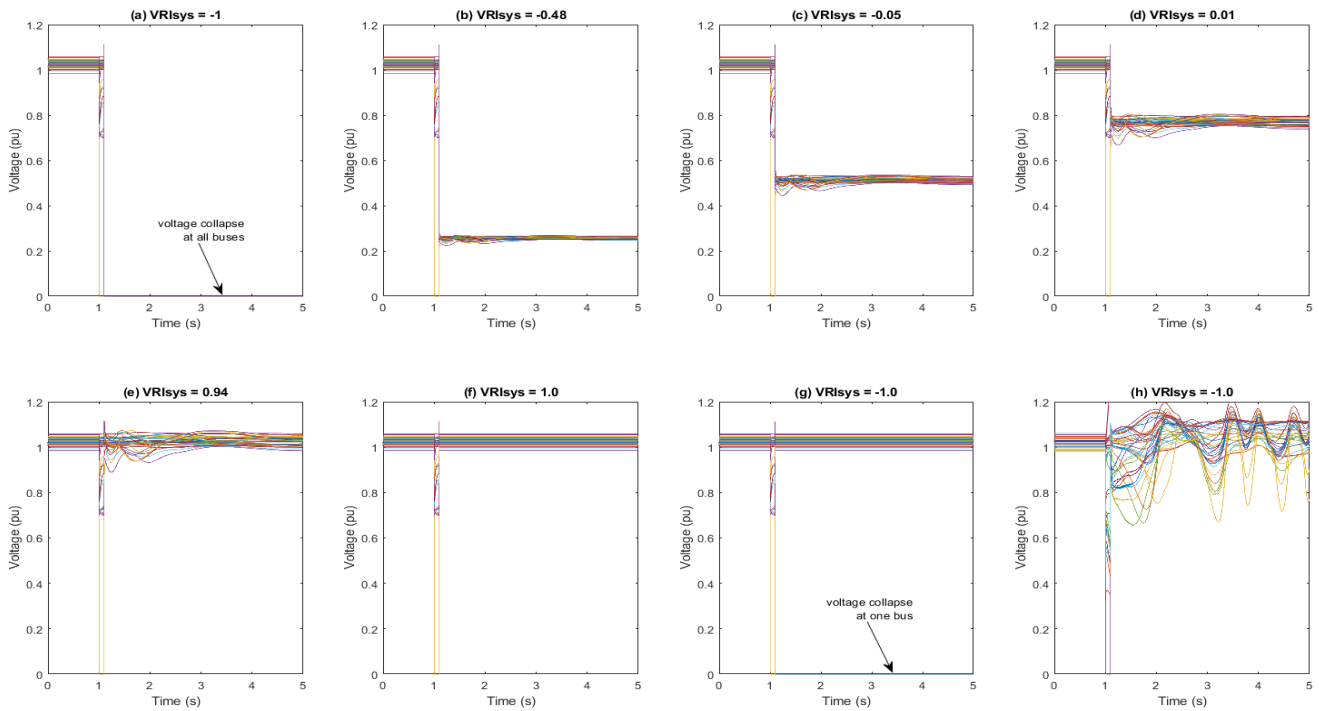 (a) VRIsys = -1
1.2
1
0.8
0.6
0.4
0.2
0
Voltage (pu)
voltage collapse
at all buses
0 1 2 3 4 5
Time (s)
(b) VRIsys = -0.48
1.2
1
0.8
0.6
0.4
0.2
0
Voltage (pu)
0 1 2 3 4 5
Time (s)
(c) VRIsys = -0.05
1.2
1
0.8
0.6
0.4
0.2
0
Voltage (pu)
0 1 2 3 4 5
Time (s)
(d) VRIsys = 0.01
1.2
1
0.8
0.6
0.4
0.2
0
Voltage (pu)
0 1 2 3 4 5
Time (s)
(e) VRIsys = 0.94
1.2
1
0.8
0.6
0.4
0.2
0
Voltage (pu)
0 1 2 3 4 5
Time (s)
(f) VRIsys = 1.0
1.2
1
0.8
0.6
0.4
0.2
0
Voltage (pu)
0 1 2 3 4 5
Time (s)
(g) VRIsys = -1.0
1.2
1
0.8
0.6
0.4
0.2
0
Voltage (pu)
voltage collapse
at one bus
0 1 2 3 4 5
Time (s)
(h) VRIsys = -1.0
1.2
1
0.8
0.6
0.4
0.2
0
Voltage (pu)
0 1 2 3 4 5
Time (s)